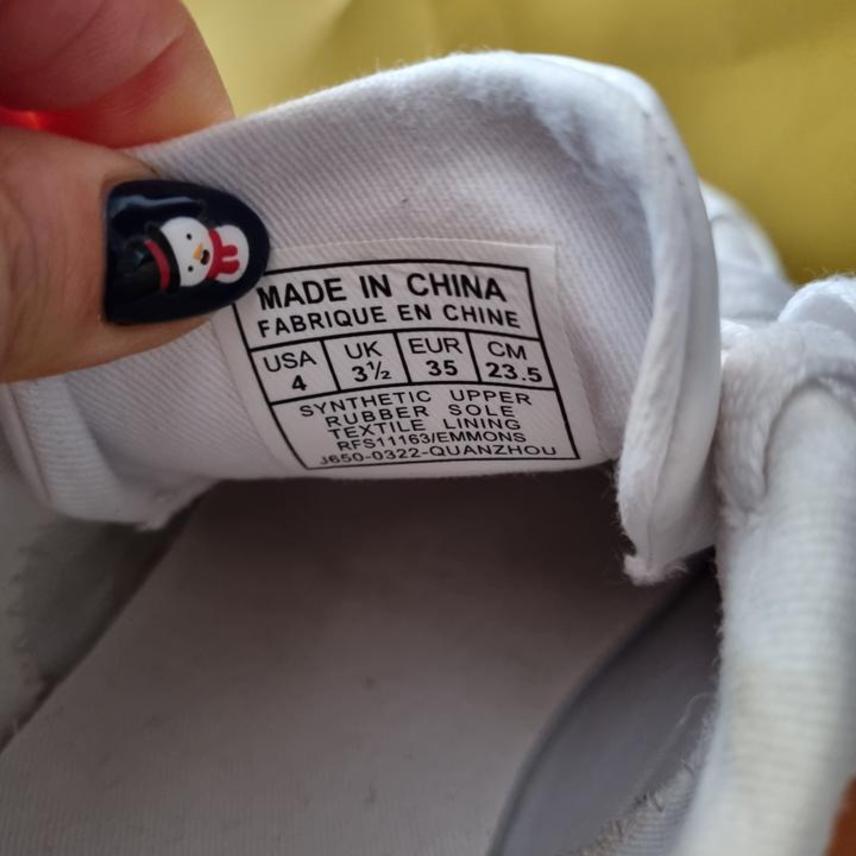 MADE IN CHINA
FABRIQUE EN CHINE
USA UK EUR CM
4 3½ 35 23.5
SYNTHETIC UPPER
RUBBER SOLE
TEXTILE LINING
RFS11163/EMMONS
J650-0322-QUANZHOU